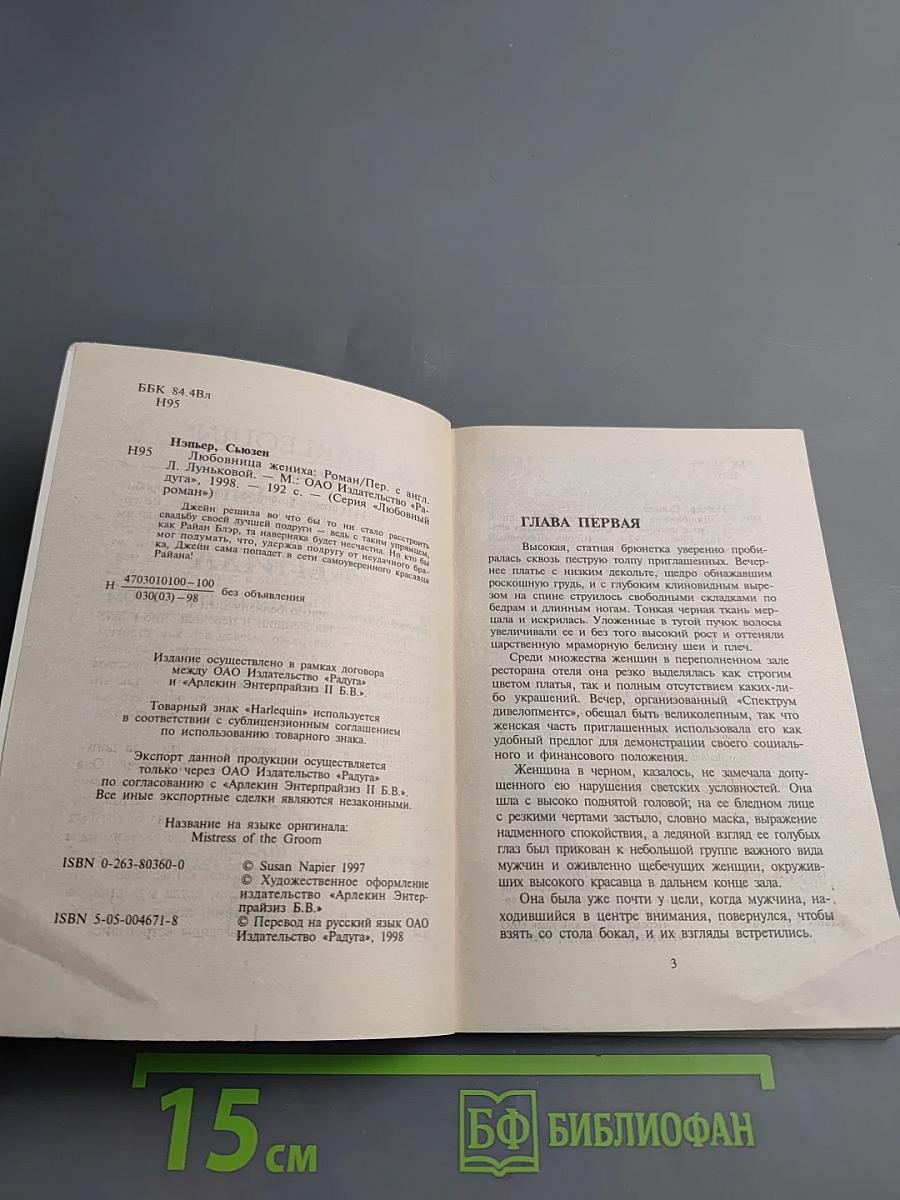 ББК 84.4Вл
Н95
Нэпьер, Сьюзен
Н95
Любовница жениха: Роман/Пер. с англ.
Л. Луньковой. — М.: ОАО Издательство «Ра-
дуга», 1998. — 192 с. — (Серия «Любовный
роман»)
Джейн решила во что бы то ни стало расстроить
свадьбу своей лучшей подруги — ведь с таким упрямцем,
как Райан Блэр, та наверняка будет несчастна. Но кто бы
мог подумать, что, удержав подругу от неудачного бра-
ка, Джейн сама попадет в сети самоуверенного красавца
Райана!
Н 4703010100–100
030(03)–98 без объявления
Издание осуществлено в рамках договора
между ОАО Издательство «Радуга»
и «Арлекин Энтерпрайзиз II Б.В.».
Товарный знак «Harlequin» используется
в соответствии с сублицензионным соглашением
по использованию товарного знака.
Экспорт данной продукции осуществляется
только через ОАО Издательство «Радуга»
по согласованию с «Арлекин Энтерпрайзиз II Б.В.».
Все иные экспортные сделки являются незаконными.
Название на языке оригинала:
Mistress of the Groom
ISBN 0-263-80360-0
© Susan Napier 1997
© Художественное оформление
издательство «Арлекин Энтер-
прайзиз Б.В.»
ISBN 5-05-004671-8
© Перевод на русский язык ОАО
Издательство «Радуга», 1998
ГЛАВА ПЕРВАЯ
Высокая, статная брюнетка уверенно проби-
ралась сквозь пеструю толпу приглашенных. Вечер-
нее платье с низким декольте, щедро обнажавшим
роскошную грудь, и с глубоким клиновидным выре-
зом на спине струилось свободными складками по
бедрам и длинным ногам. Тонкая черная ткань мер-
цала и искрилась. Уложенные в тугой пучок волосы
увеличивали ее и без того высокий рост и оттеняли
царственную мраморную белизну шеи и плеч.
Среди множества женщин в переполненном зале
ресторана отеля она резко выделялась как строгим
цветом платья, так и полным отсутствием каких-ли-
бо украшений. Вечер, организованный «Спектрум
дивелопментс», обещал быть великолепным, так что
женская часть приглашенных использовала его как
удобный предлог для демонстрации своего социаль-
ного и финансового положения.
Женщина в черном, казалось, не замечала допу-
щенного ею нарушения светских условностей. Она
шла с высоко поднятой головой; на ее бледном лице
с резкими чертами застыло, словно маска, выражение
надменного спокойствия, а ледяной взгляд ее голубых
глаз был прикован к небольшой группе важного вида
мужчин и оживленно щебечущих женщин, окружив-
ших высокого красавца в дальнем конце зала.
Она была уже почти у цели, когда мужчина, на-
ходившийся в центре внимания, повернулся, чтобы
взять со стола бокал, и их взгляды встретились.
3
15 см
БФ БИБЛИОФАН